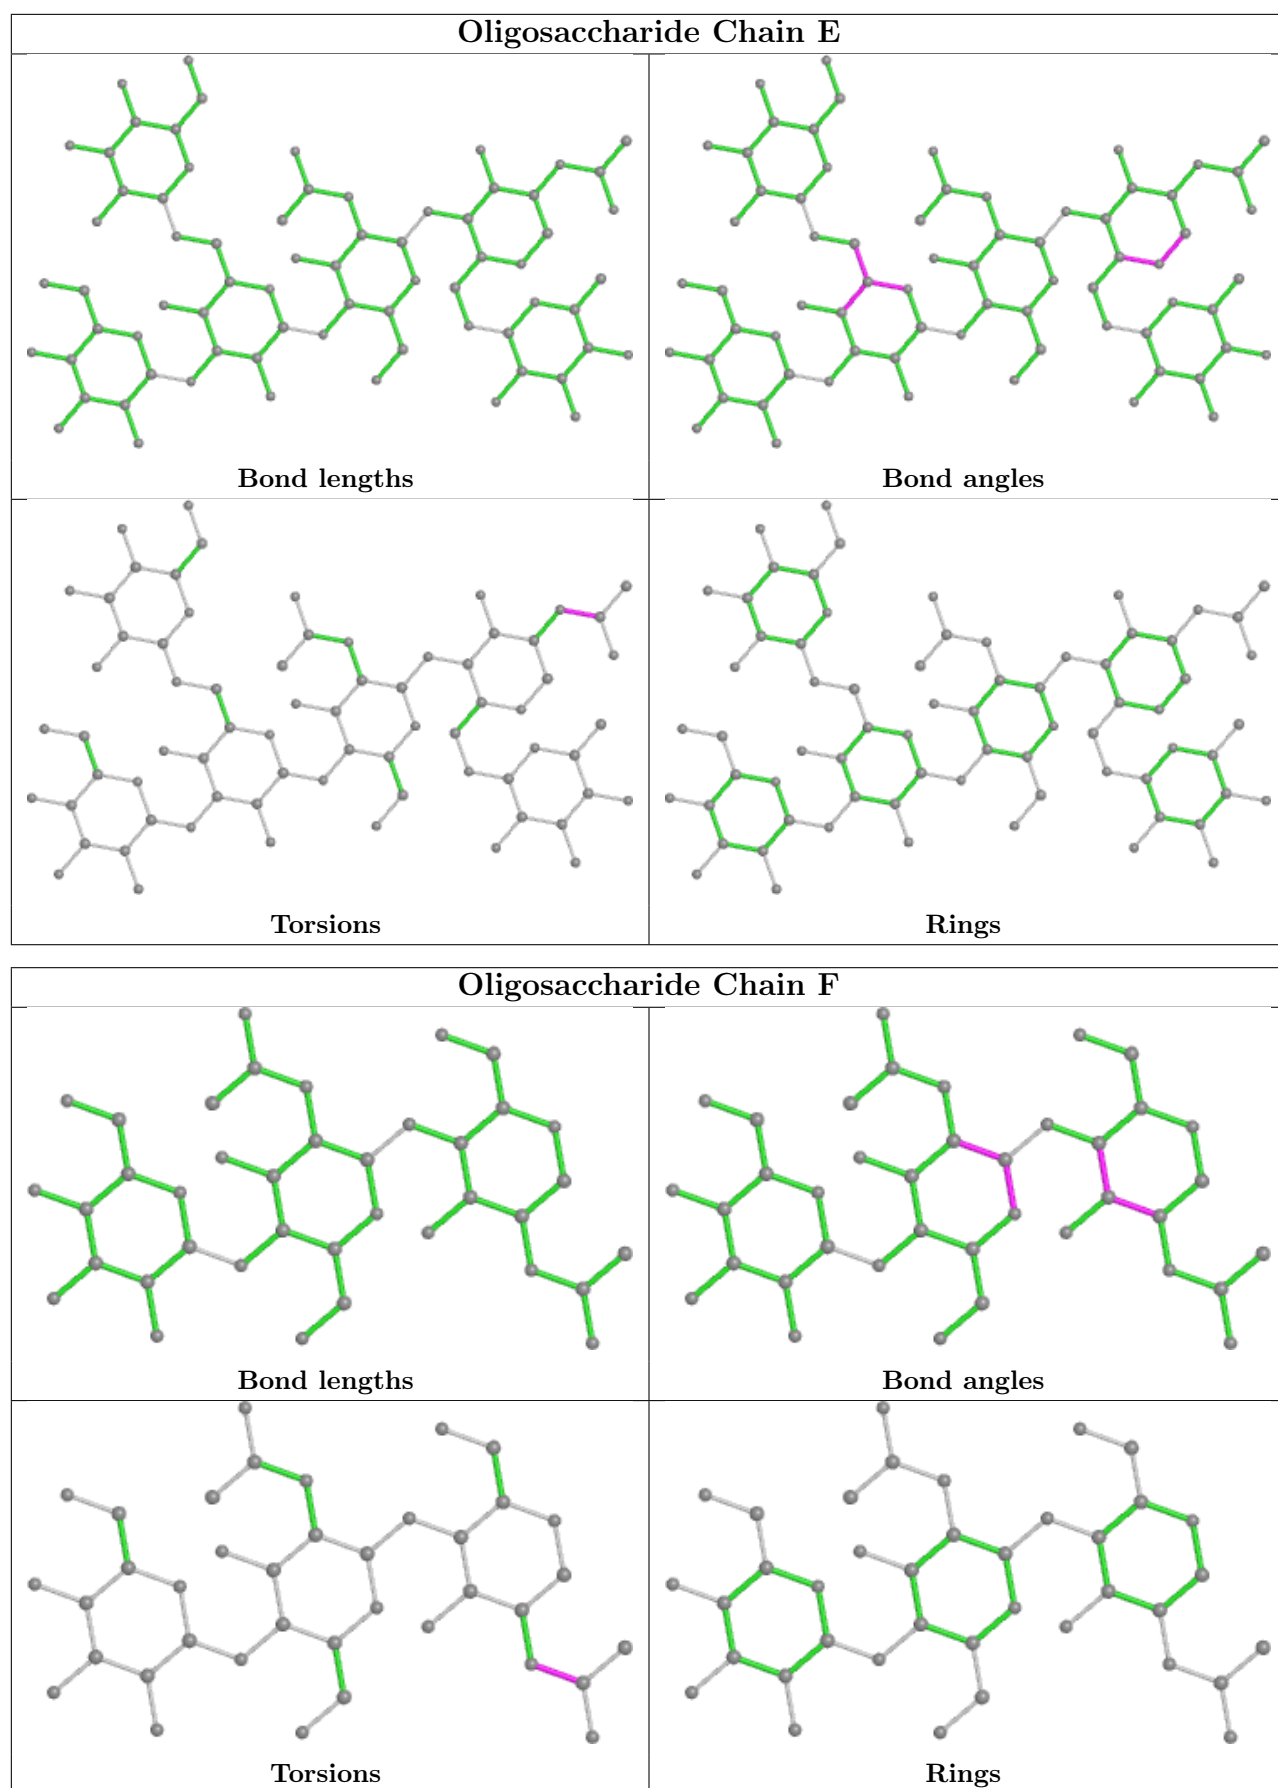 Oligosaccharide Chain E
Bond lengths
Bond angles
Torsions
Rings
Oligosaccharide Chain F
Bond lengths
Bond angles
Torsions
Rings